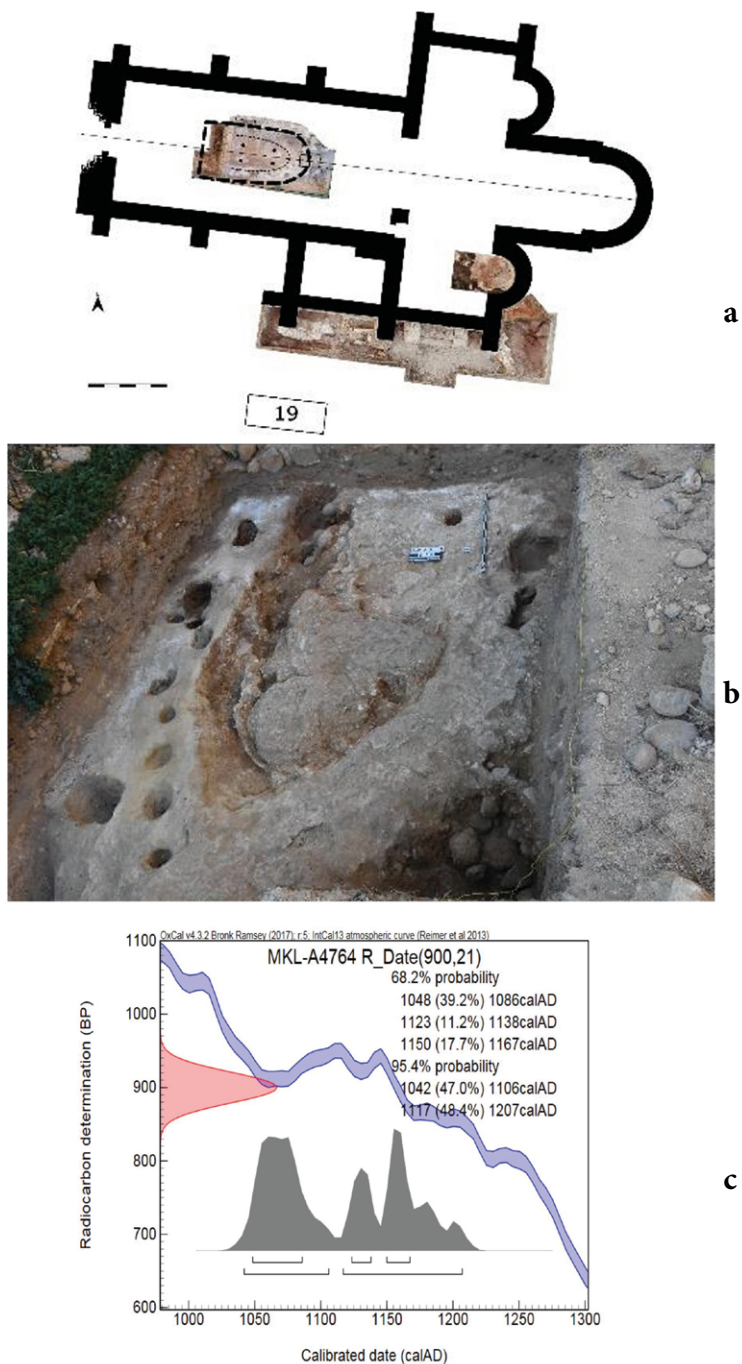 a
19
b
OxCal v4.3.2 Bronk Ramsey (2017); r:5; IntCal13 atmospheric curve (Reimer et al 2013)
MKL-A4764 R_Date(900,21)
68.2% probability
1048 (39.2%) 1086calAD
1123 (11.2%) 1138calAD
1150 (17.7%) 1167calAD
95.4% probability
1042 (47.0%) 1106calAD
1117 (48.4%) 1207calAD
Radiocarbon determination (BP)
1100
1000
900
800
700
600
c
1000 1050 1100 1150 1200 1250 1300
Calibrated date (calAD)